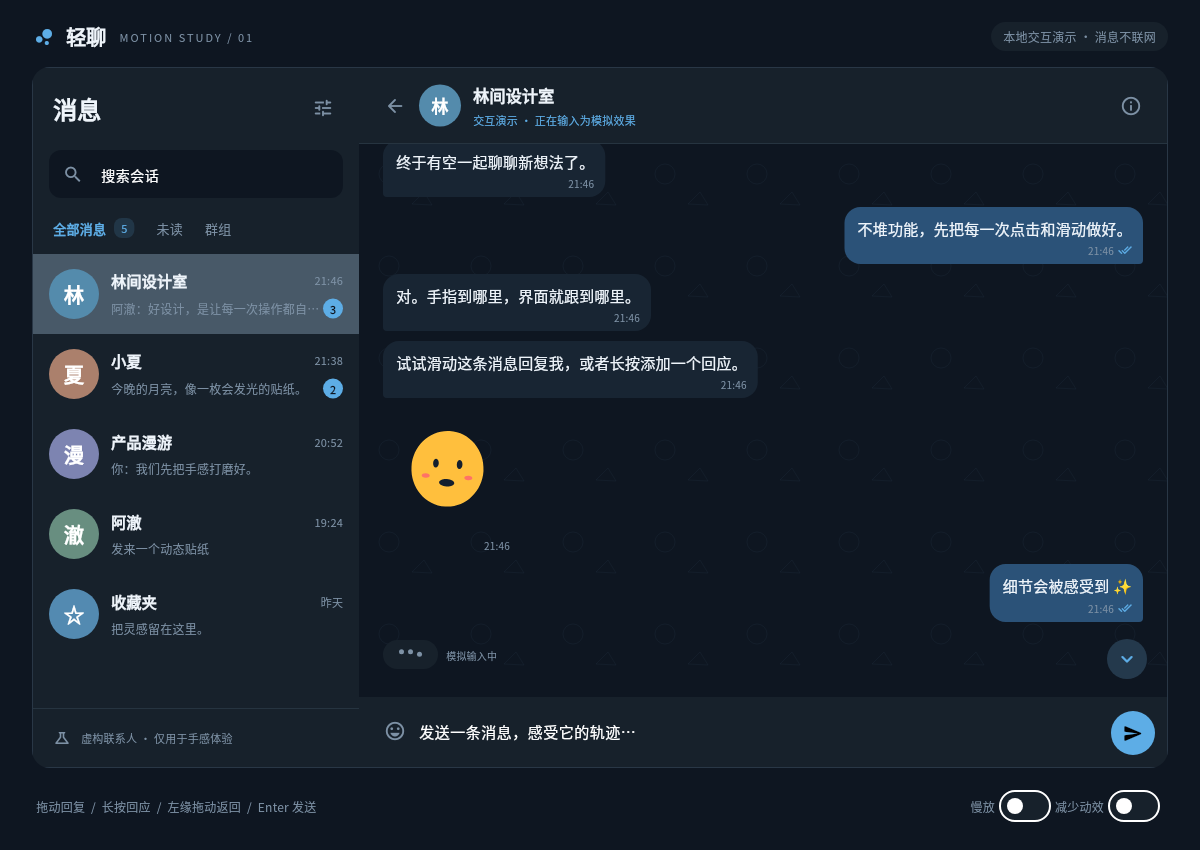 轻聊 MOTION STUDY / 01
本地交互演示 · 消息不联网
消息
搜索会话
全部消息 5 未读 群组
林 林间设计室 21:46
阿澈：好设计，是让每一次操作都自… 3
夏 小夏 21:38
今晚的月亮，像一枚会发光的贴纸。 2
漫 产品漫游 20:52
你：我们先把手感打磨好。
澈 阿澈 19:24
发来一个动态贴纸
收藏夹 昨天
把灵感留在这里。
虚构联系人 · 仅用于手感体验
林 林间设计室
交互演示 · 正在输入为模拟效果
终于有空一起聊聊新想法了。
21:46
不堆功能，先把每一次点击和滑动做好。
21:46
对。手指到哪里，界面就跟到哪里。
21:46
试试滑动这条消息回复我，或者长按添加一个回应。
21:46
21:46
细节会被感受到 ✨
21:46
模拟输入中
发送一条消息，感受它的轨迹…
拖动回复 / 长按回应 / 左缘拖动返回 / Enter 发送
慢放 减少动效